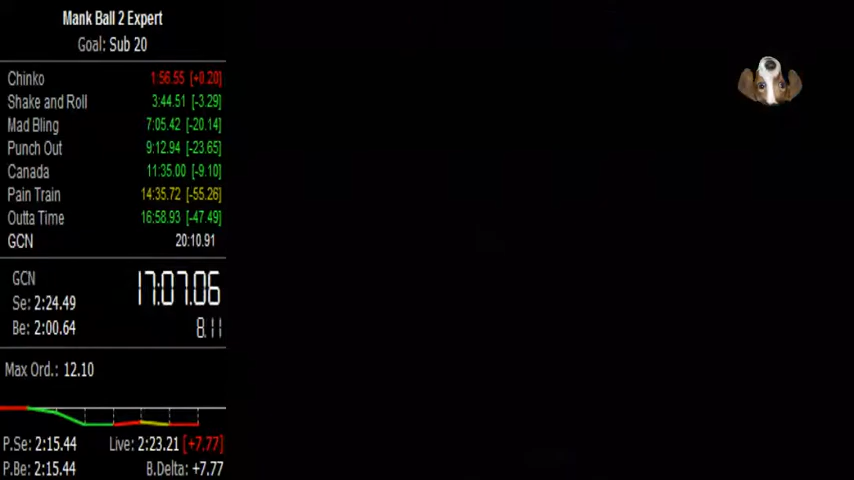 Mank Ball 2 Expert
Goal: Sub 20
Chinko 1:56.55 [+0.20]
Shake and Roll 3:44.51 [-3.29]
Mad Bling 7:05.42 [-20.14]
Punch Out 9:12.94 [-23.65]
Canada 11:35.00 [-9.10]
Pain Train 14:35.72 [-55.26]
Outta Time 16:58.93 [-47.49]
GCN 20:10.91
GCN 17:07.06
Se: 2:24.49
Be: 2:00.64 8.11
Max Ord.: 12.10
P.Se: 2:15.44 Live: 2:23.21 [+7.77]
P.Be: 2:15.44 B.Delta: +7.77